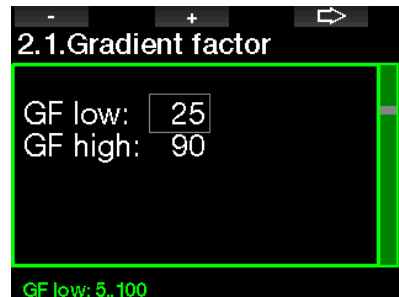 - + ⇨
2.1.Gradient factor
GF low: 25
GF high: 90
GF low: 5..100